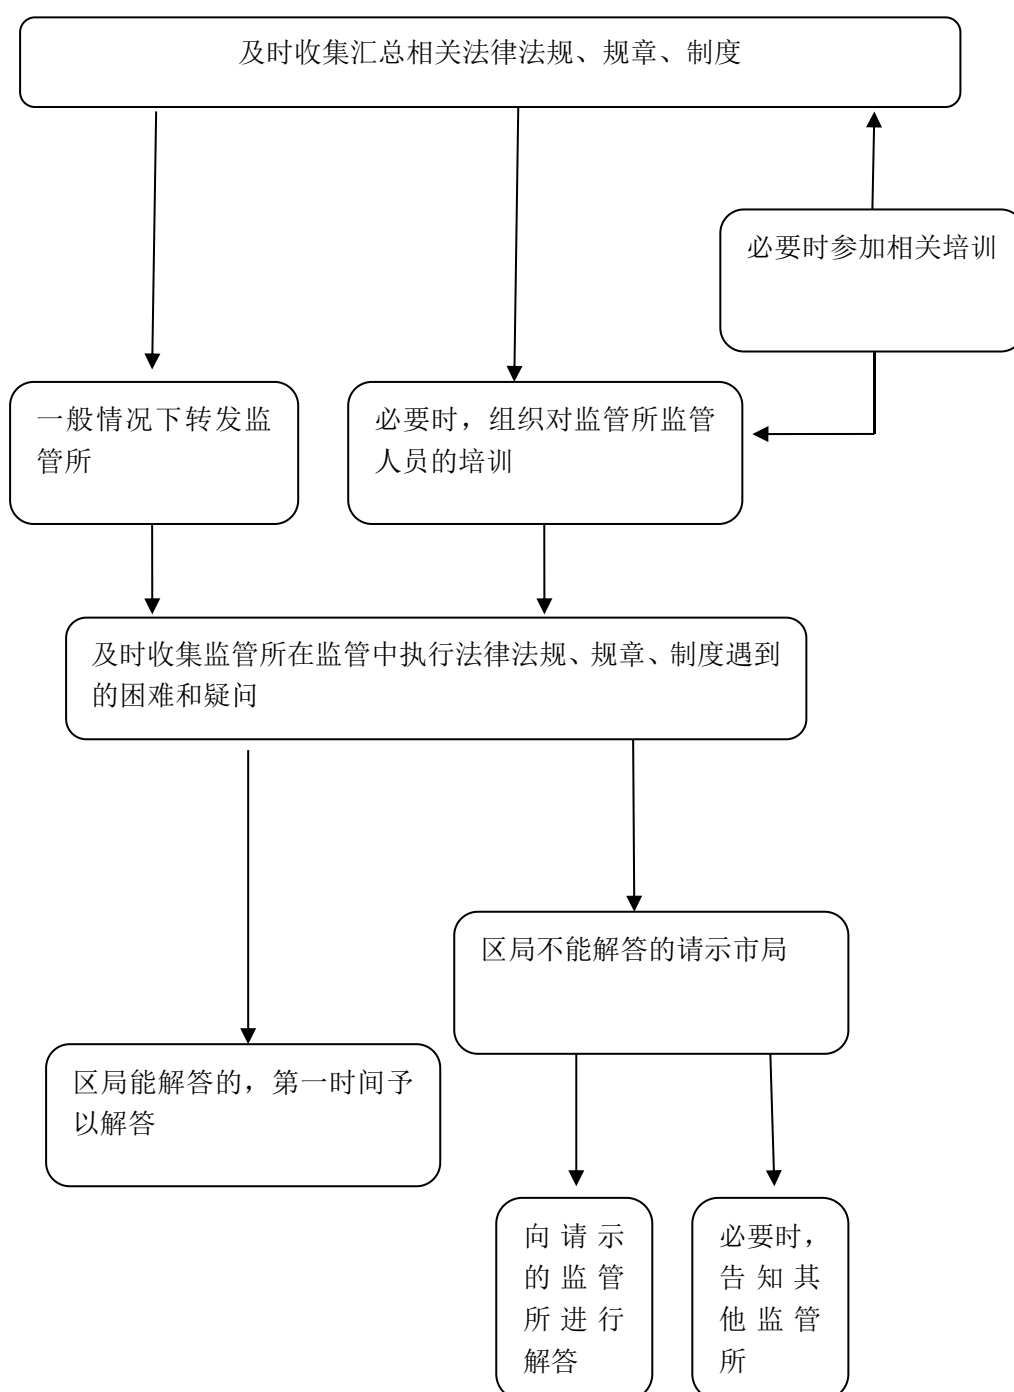 及时收集汇总相关法律法规、规章、制度
必要时参加相关培训
一般情况下转发监
管所
必要时，组织对监管所监管
人员的培训
及时收集监管所在监管中执行法律法规、规章、制度遇到
的困难和疑问
区局不能解答的请示市局
区局能解答的，第一时间予
以解答
向请示
的监管
所进行
解答
必要时，
告知其
他监管
所